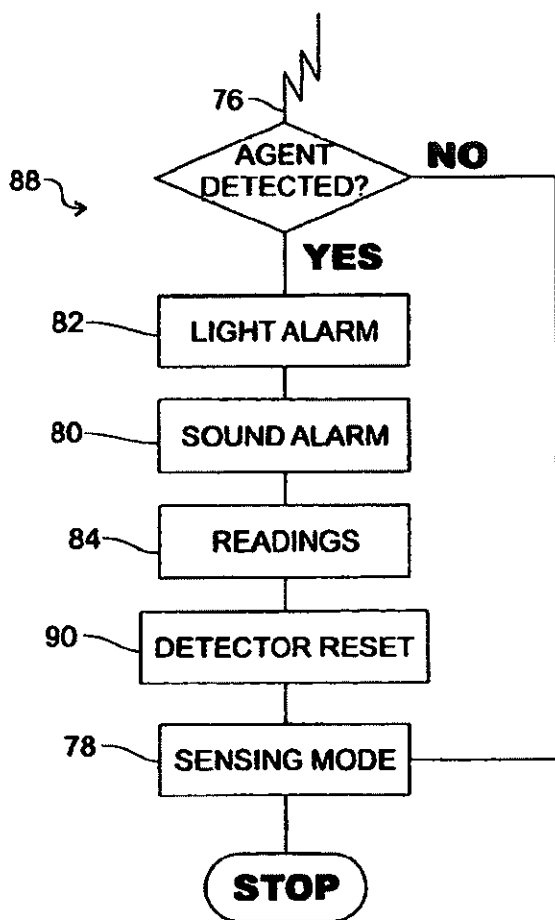 76
AGENT
DETECTED?
NO
88
YES
82
LIGHT ALARM
80
SOUND ALARM
84
READINGS
90
DETECTOR RESET
78
SENSING MODE
STOP